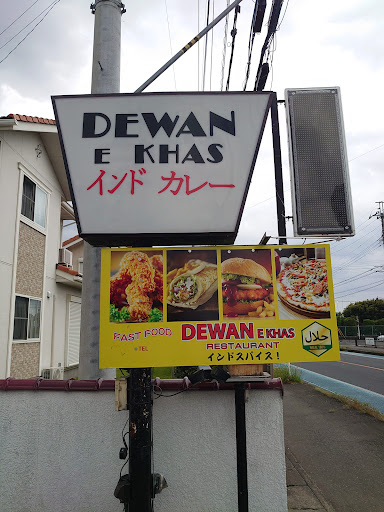 DEWAN
E KHAS
インド カレー
FAST FOOD
TEL
DEWAN E KHAS
RESTAURANT
インドスパイス!
حلال